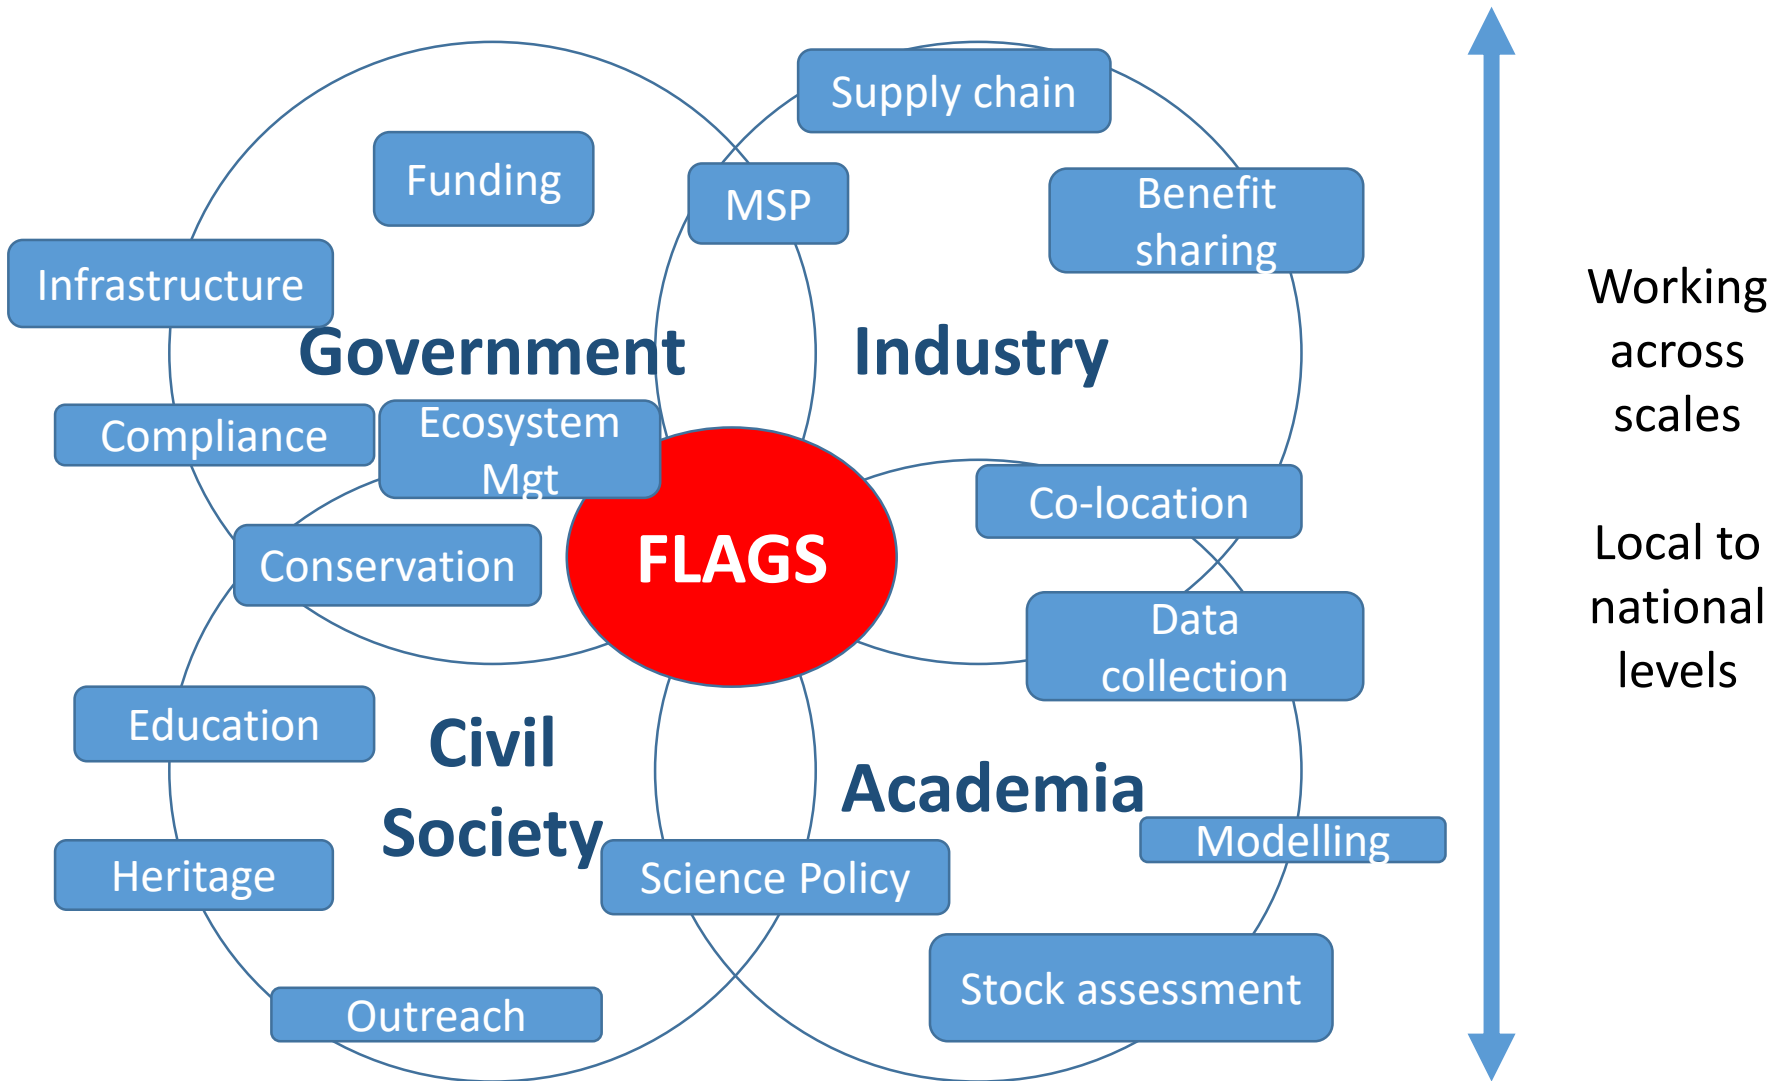 Supply chain
Funding
MSP
Benefit
sharing
Infrastructure
Government
Industry
Working
across
scales
Compliance
Ecosystem
Mgt
Co-location
FLAGS
Conservation
Local to
national
levels
Data
collection
Education
Civil
Society
Academia
Modelling
Heritage
Science Policy
Stock assessment
Outreach